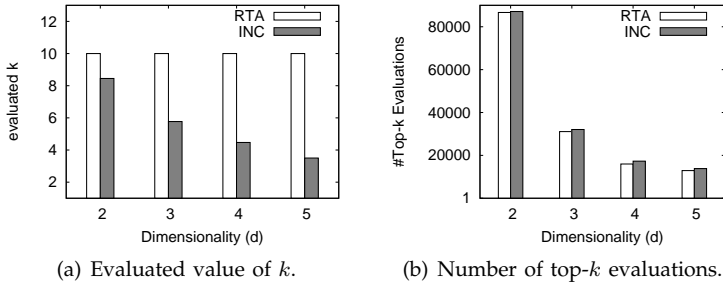 RTA
INC
12
10
8
6
4
2
evaluated k
2 3 4 5
Dimensionality (d)
(a) Evaluated value of k.
RTA
INC
80000
60000
40000
20000
1
#Top-k Evaluations
2 3 4 5
Dimensionality (d)
(b) Number of top-k evaluations.